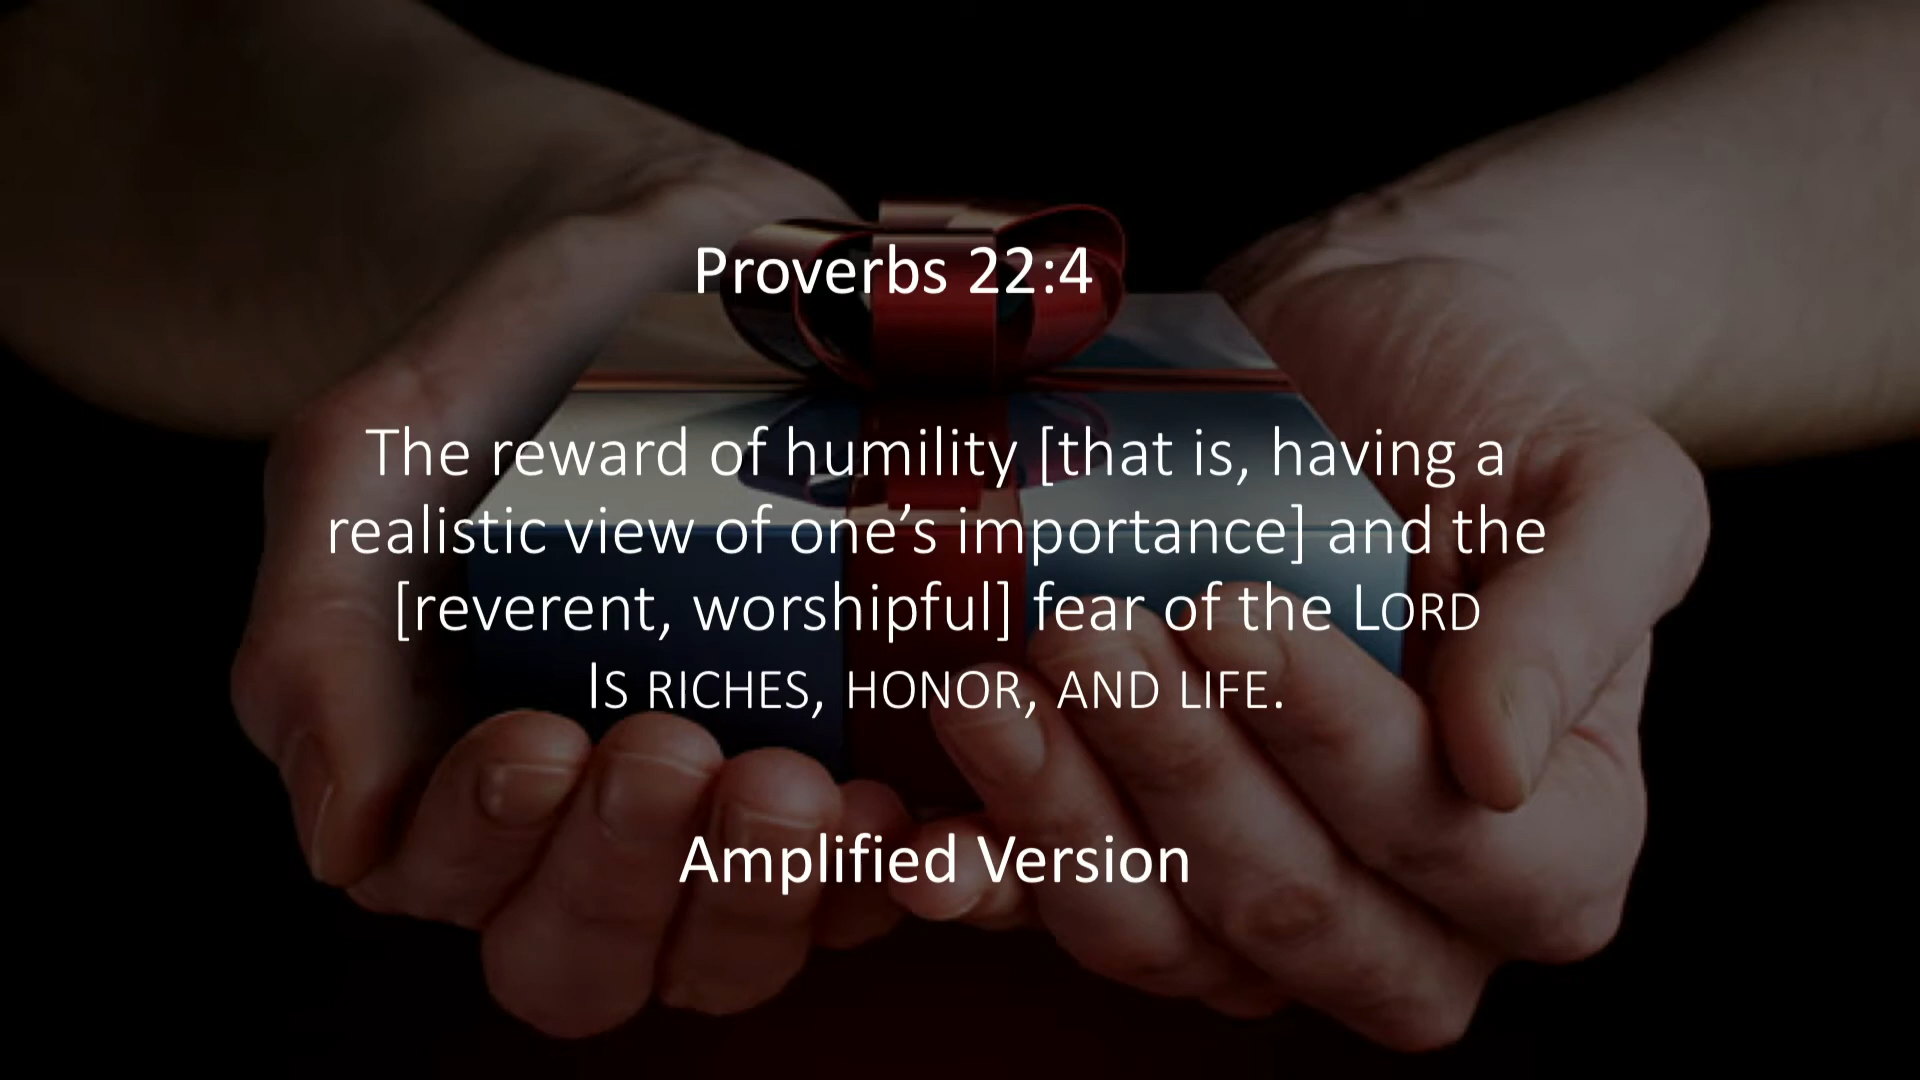 Proverbs 22:4
The reward of humility [that is, having a
realistic view of one’s importance] and the
[reverent, worshipful] fear of the LORD
IS RICHES, HONOR, AND LIFE.
Amplified Version